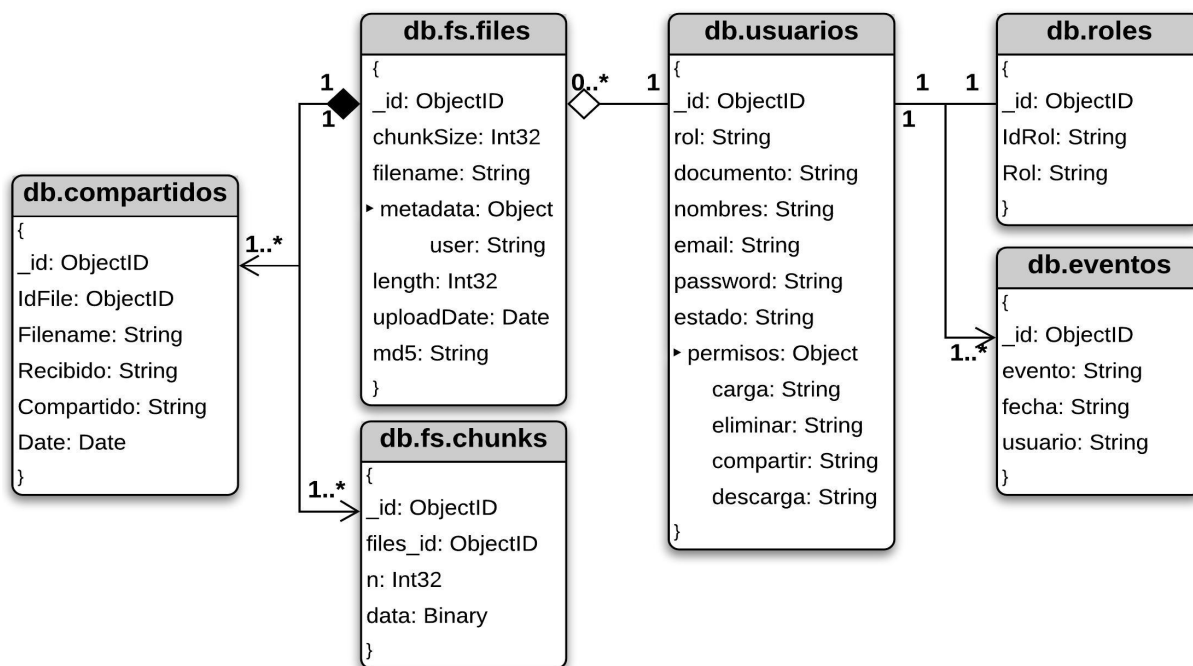 db.compartidos
{
_id: ObjectID
IdFile: ObjectID
Filename: String
Recibido: String
Compartido: String
Date: Date
}
1
1
1..*
1..*
db.fs.files
{
_id: ObjectID
chunkSize: Int32
filename: String
▸ metadata: Object
user: String
length: Int32
uploadDate: Date
md5: String
}
db.fs.chunks
{
_id: ObjectID
files_id: ObjectID
n: Int32
data: Binary
}
0..*
1
db.usuarios
{
_id: ObjectID
rol: String
documento: String
nombres: String
email: String
password: String
estado: String
▸ permisos: Object
carga: String
eliminar: String
compartir: String
descarga: String
}
1
1
1
1..*
db.roles
{
_id: ObjectID
IdRol: String
Rol: String
}
db.eventos
{
_id: ObjectID
evento: String
fecha: String
usuario: String
}